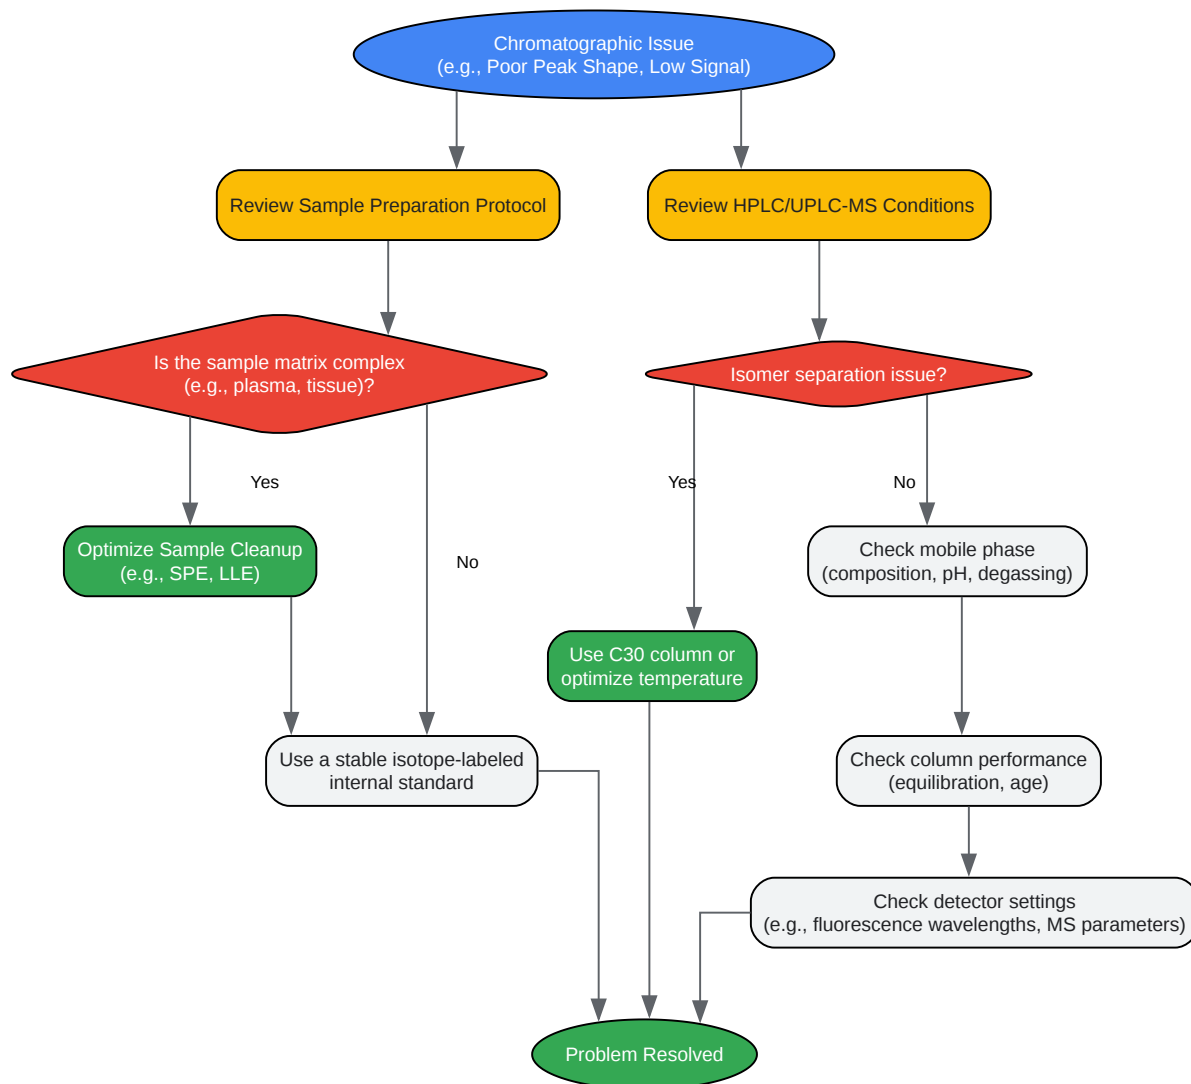 Chromatographic Issue
(e.g., Poor Peak Shape, Low Signal)
Review Sample Preparation Protocol
Review HPLC/UPLC-MS Conditions
Is the sample matrix complex
(e.g., plasma, tissue)?
Isomer separation issue?
Yes
No
Yes
No
Optimize Sample Cleanup
(e.g., SPE, LLE)
Check mobile phase
(composition, pH, degassing)
Use C30 column or
optimize temperature
Use a stable isotope-labeled
internal standard
Check column performance
(equilibration, age)
Check detector settings
(e.g., fluorescence wavelengths, MS parameters)
Problem Resolved